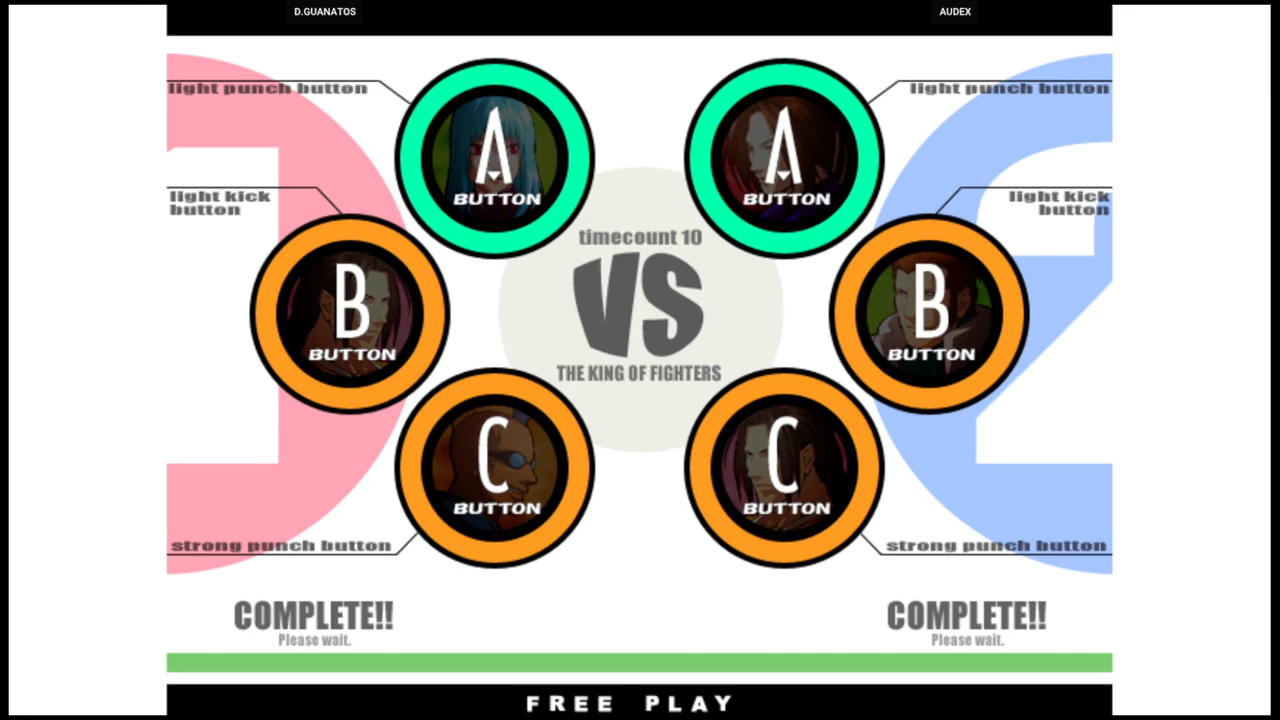 D.GUANATOS
AUDEX
light punch button
light punch button
A
BUTTON
A
BUTTON
light kick
button
light kick
button
timecount 10
VS
THE KING OF FIGHTERS
B
BUTTON
B
BUTTON
C
BUTTON
C
BUTTON
strong punch button
strong punch button
COMPLETE!!
Please wait.
COMPLETE!!
Please wait.
FREE PLAY
1
2